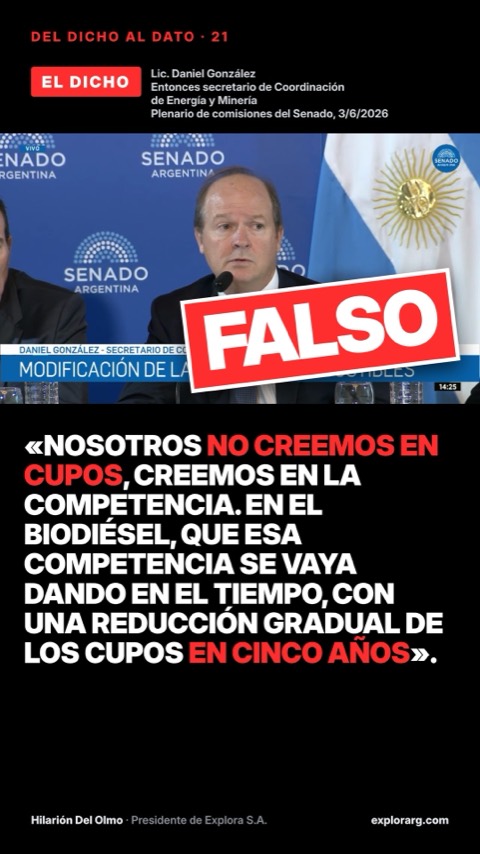 DEL DICHO AL DATO · 21
EL DICHO
Lic. Daniel González
Entonces secretario de Coordinación
de Energía y Minería
Plenario de comisiones del Senado, 3/6/2026
VIVO
SENADO
ARGENTINA
SENADO
ARGENTINA
SENADO
SENADO
ARGENTINA
FALSO
DANIEL GONZÁLEZ - SECRETARIO DE CO
MODIFICACIÓN DE LA
14:25
«NOSOTROS NO CREEMOS EN
CUPOS, CREEMOS EN LA
COMPETENCIA. EN EL
BIODIÉSEL, QUE ESA
COMPETENCIA SE VAYA
DANDO EN EL TIEMPO, CON
UNA REDUCCIÓN GRADUAL DE
LOS CUPOS EN CINCO AÑOS».
Hilarión Del Olmo · Presidente de Explora S.A.
explorarg.com